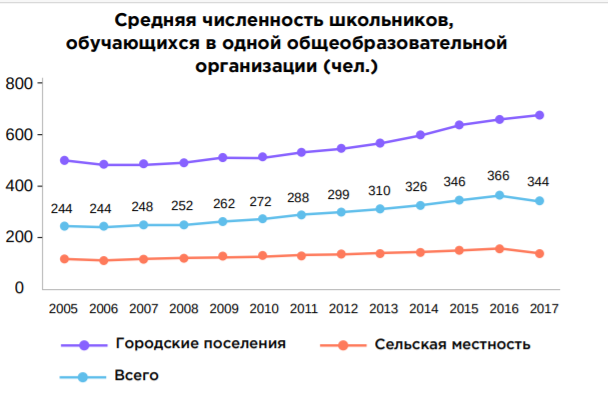 Средняя численность школьников,
обучающихся в одной общеобразовательной
организации (чел.)
800
600
400
200
0
244 244 248 252 262 272 288 299 310 326 346 366 344
2005 2006 2007 2008 2009 2010 2011 2012 2013 2014 2015 2016 2017
Городские поселения Сельская местность
Всего